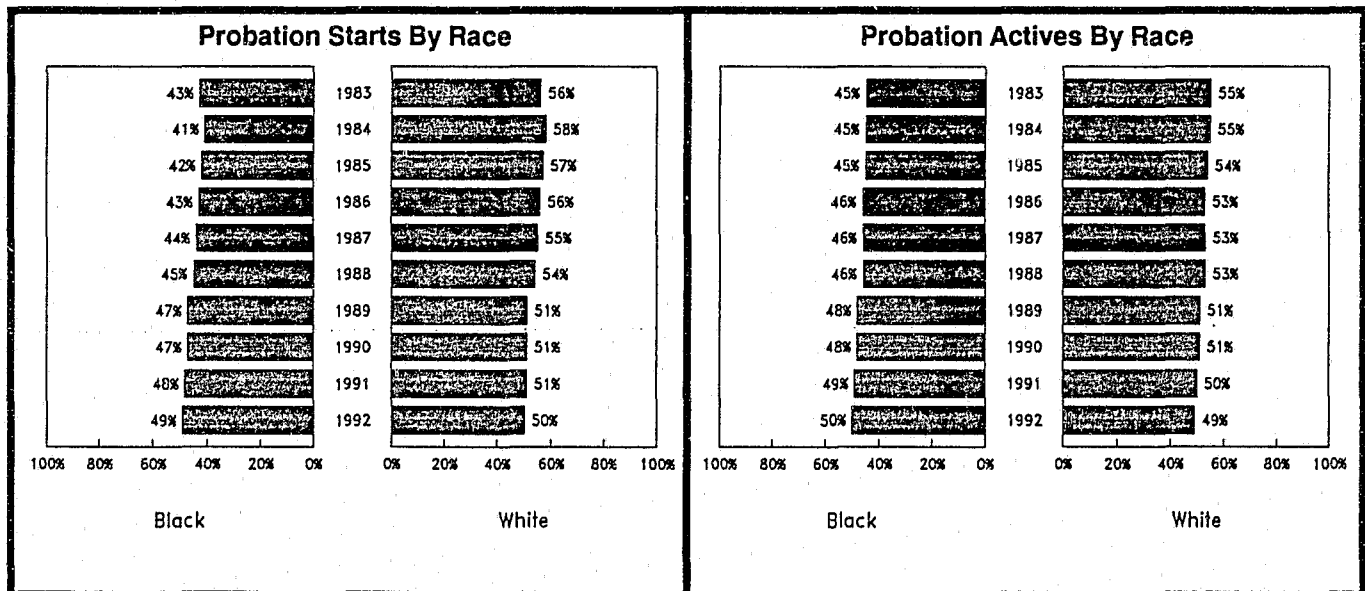 Probation Starts By Race
43% 1983 56%
41% 1984 58%
42% 1985 57%
43% 1986 56%
44% 1987 55%
45% 1988 54%
47% 1989 51%
47% 1990 51%
48% 1991 51%
49% 1992 50%
100% 80% 60% 40% 20% 0% 0% 20% 40% 60% 80% 100%
Black White
Probation Actives By Race
45% 1983 55%
45% 1984 55%
45% 1985 54%
46% 1986 53%
46% 1987 53%
46% 1988 53%
48% 1989 51%
48% 1990 51%
49% 1991 50%
50% 1992 49%
100% 80% 60% 40% 20% 0% 0% 20% 40% 60% 80% 100%
Black White